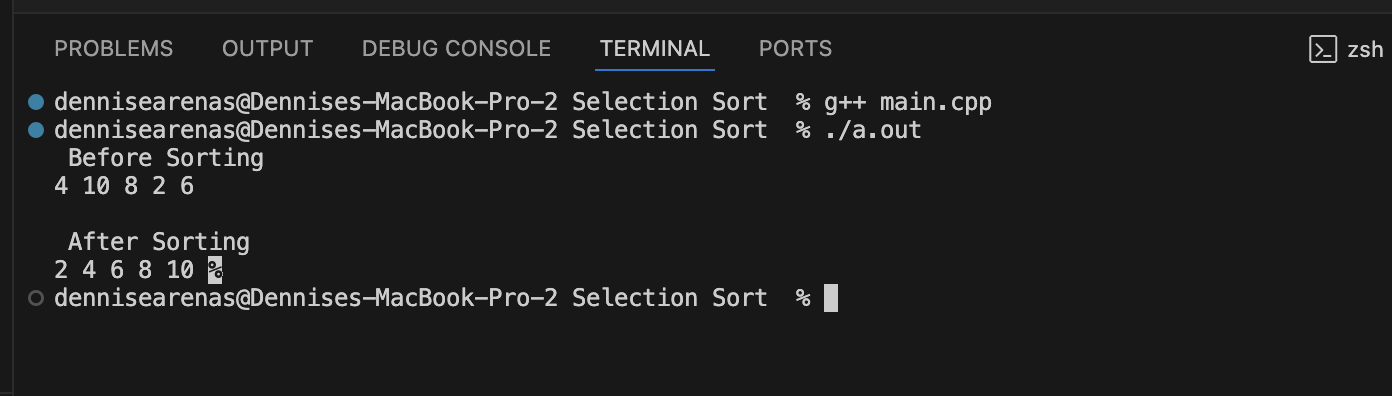 PROBLEMS OUTPUT DEBUG CONSOLE TERMINAL PORTS zsh
dennisearenas@Dennises-MacBook-Pro-2 Selection Sort % g++ main.cpp
dennisearenas@Dennises-MacBook-Pro-2 Selection Sort % ./a.out
Before Sorting
4 10 8 2 6
After Sorting
2 4 6 8 10 %
dennisearenas@Dennises-MacBook-Pro-2 Selection Sort %